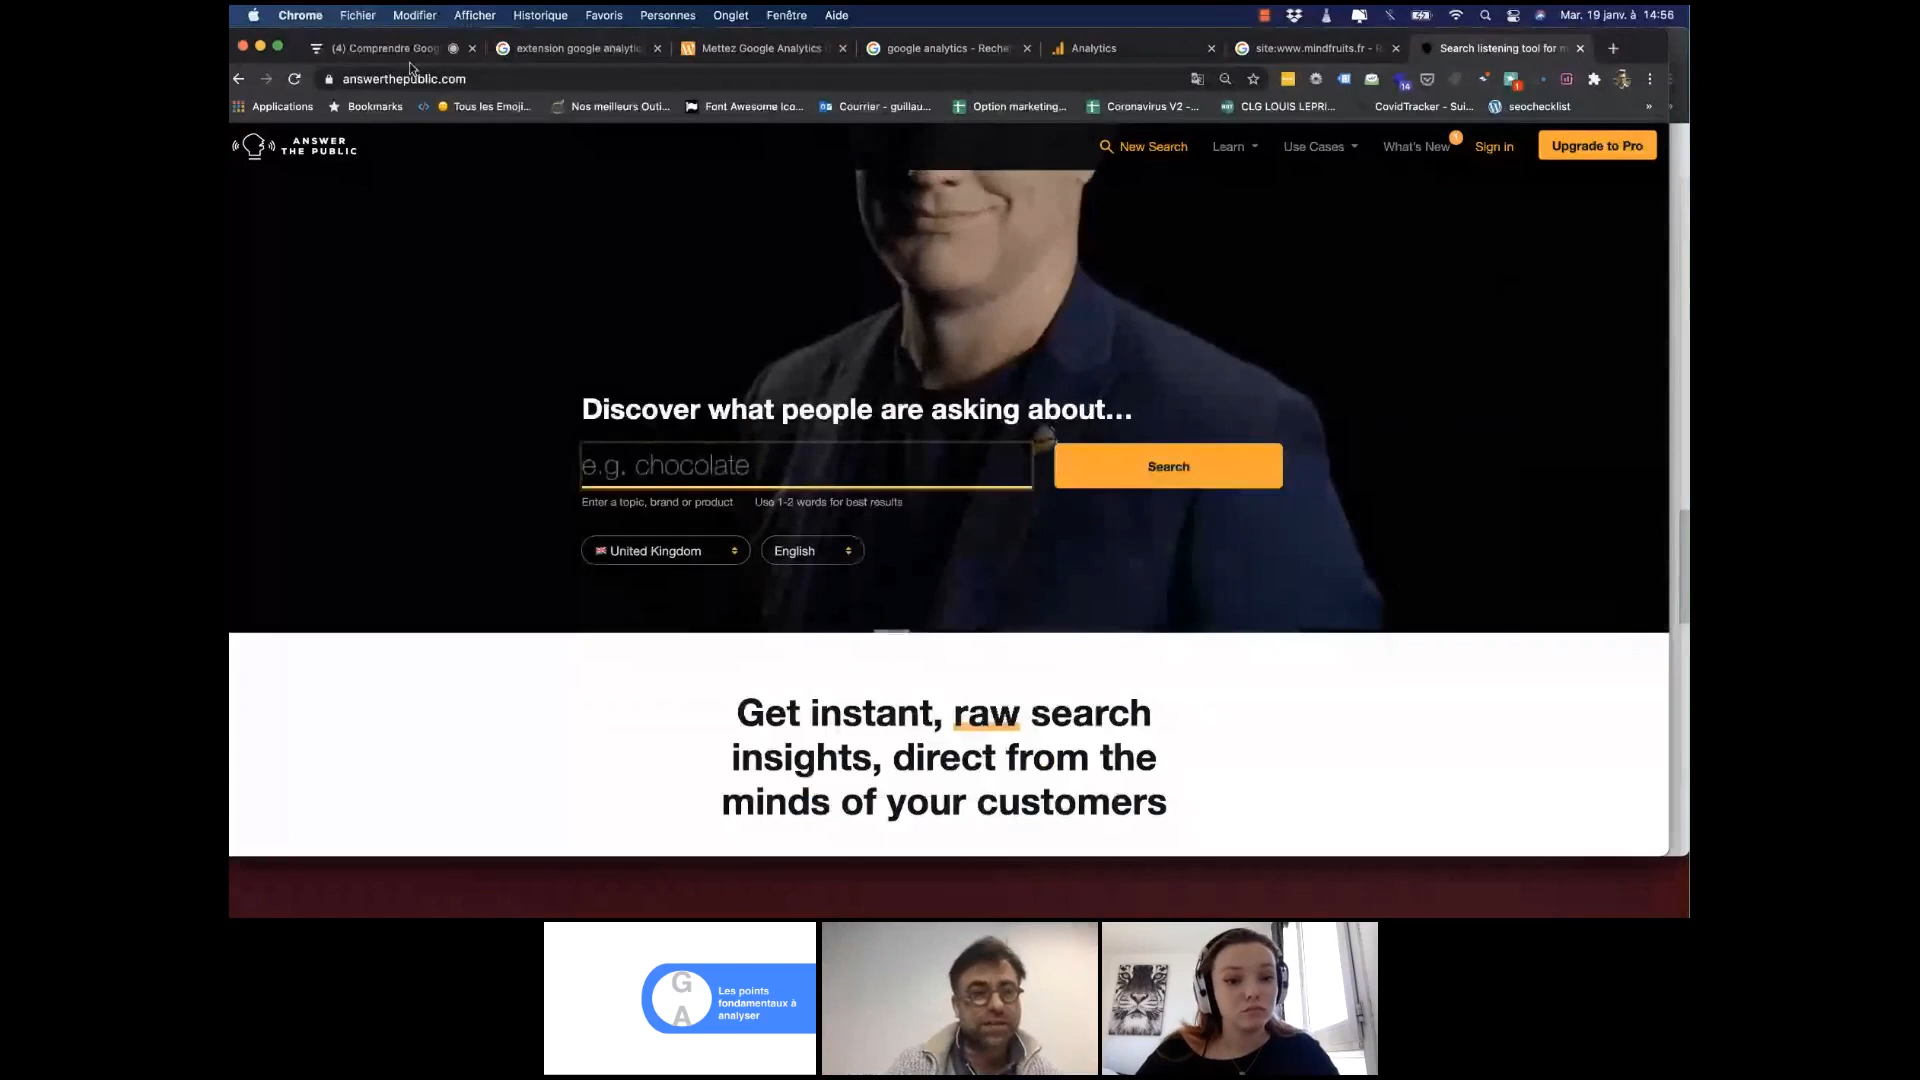 Chrome Fichier Modifier Afficher Historique Favoris Personnes Onglet Fenêtre Aide Mar. 19 janv. à 14:56
(4) Comprendre Goog extension google analytic Mettez Google Analytics google analytics - Reche Analytics site:www.mindfruits.fr - R Search listening tool for m
answerthepublic.com
14 1
Applications Bookmarks Tous les Emoji... Nos meilleurs Outi... Font Awesome Ico... Courrier - guillau... Option marketing... Coronavirus V2 -... CLG LOUIS LEPRI... CovidTracker - Sui... seochecklist »
ANSWER
THE PUBLIC
New Search Learn Use Cases What's New 1 Sign in Upgrade to Pro
Discover what people are asking about...
e.g. chocolate
Search
Enter a topic, brand or product Use 1-2 words for best results
United Kingdom English
Get instant, raw search
insights, direct from the
minds of your customers
G
A
Les points
fondamentaux à
analyser